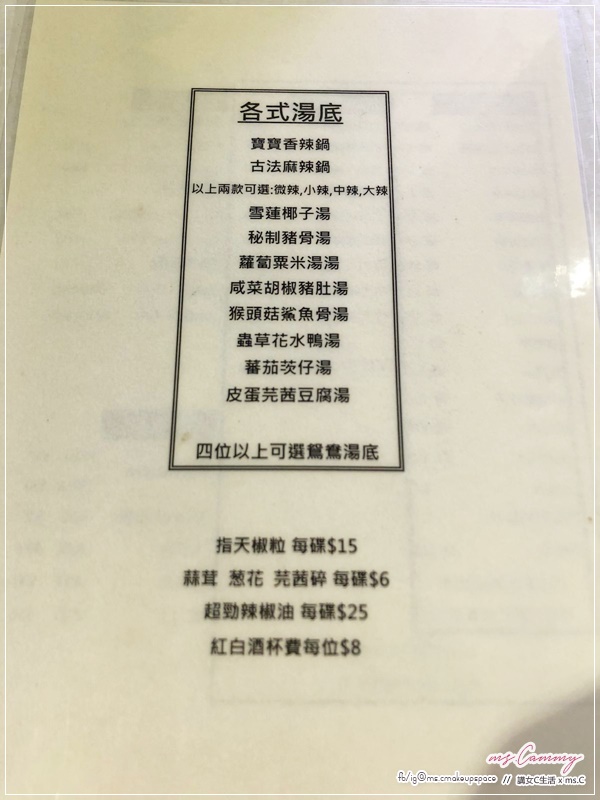 各式湯底
寶寶香辣鍋
古法麻辣鍋
以上兩款可選:微辣,小辣,中辣,大辣
雪蓮椰子湯
秘制豬骨湯
蘿蔔粟米湯湯
咸菜胡椒豬肚湯
猴頭菇鯊魚骨湯
蟲草花水鴨湯
蕃茄茨仔湯
皮蛋芫茜豆腐湯
四位以上可選鴛鴦湯底
指天椒粒 每碟$15
蒜茸 葱花 芫茜碎 每碟$6
超勁辣椒油 每碟$25
紅白酒杯費每位$8
ms.Cammy
fb/ig@ms.cmakeupspace // 講女C生活 x ms.C